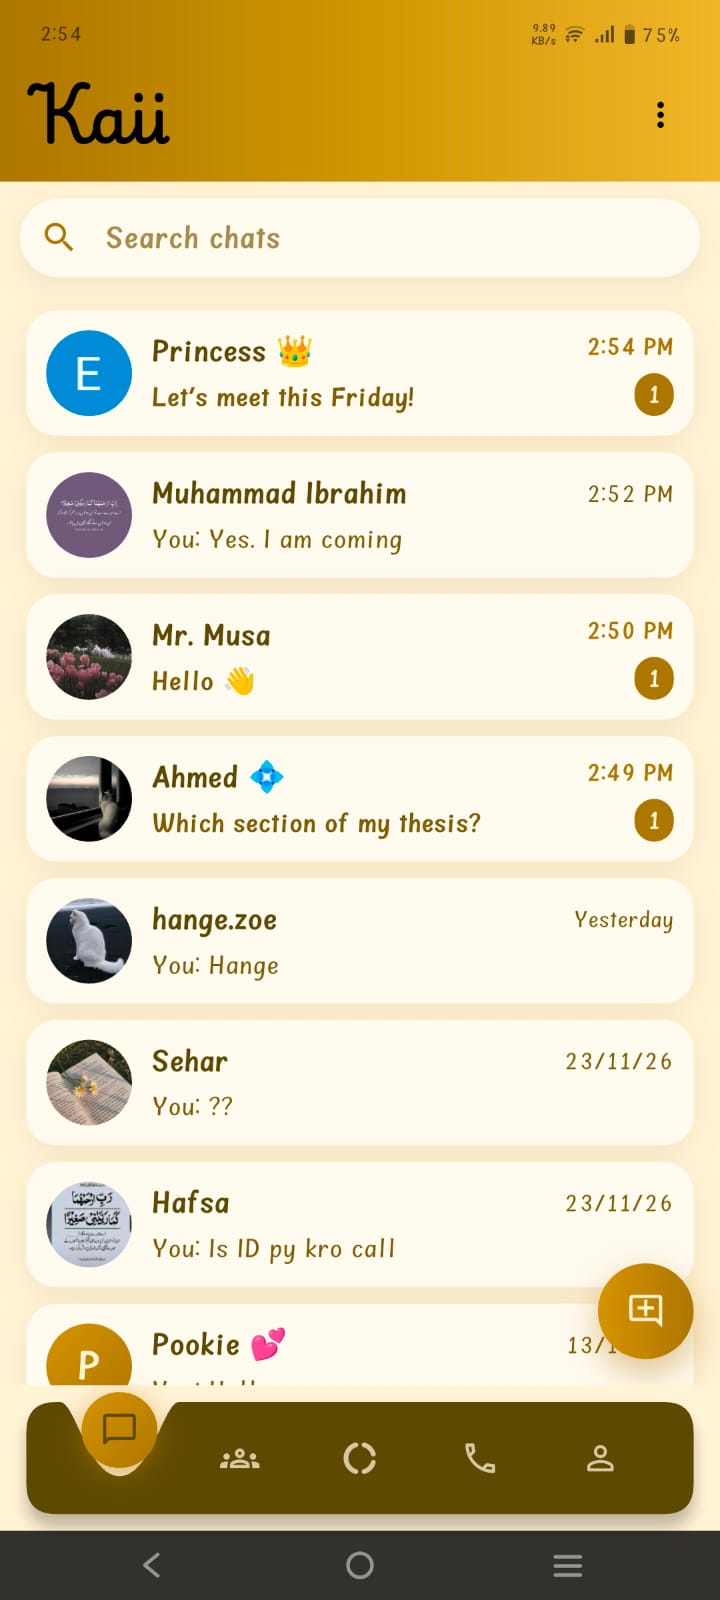 2:54
9.89
KB/s
75%
Kaii
Search chats
E
Princess 👑
2:54 PM
Let's meet this Friday!
1
Muhammad Ibrahim
2:52 PM
You: Yes. I am coming
Mr. Musa
2:50 PM
Hello 👋
1
Ahmed 💠
2:49 PM
Which section of my thesis?
1
hange.zoe
Yesterday
You: Hange
Sehar
23/11/26
You: ??
Hafsa
23/11/26
You: Is ID py kro call
P
Pookie 💕